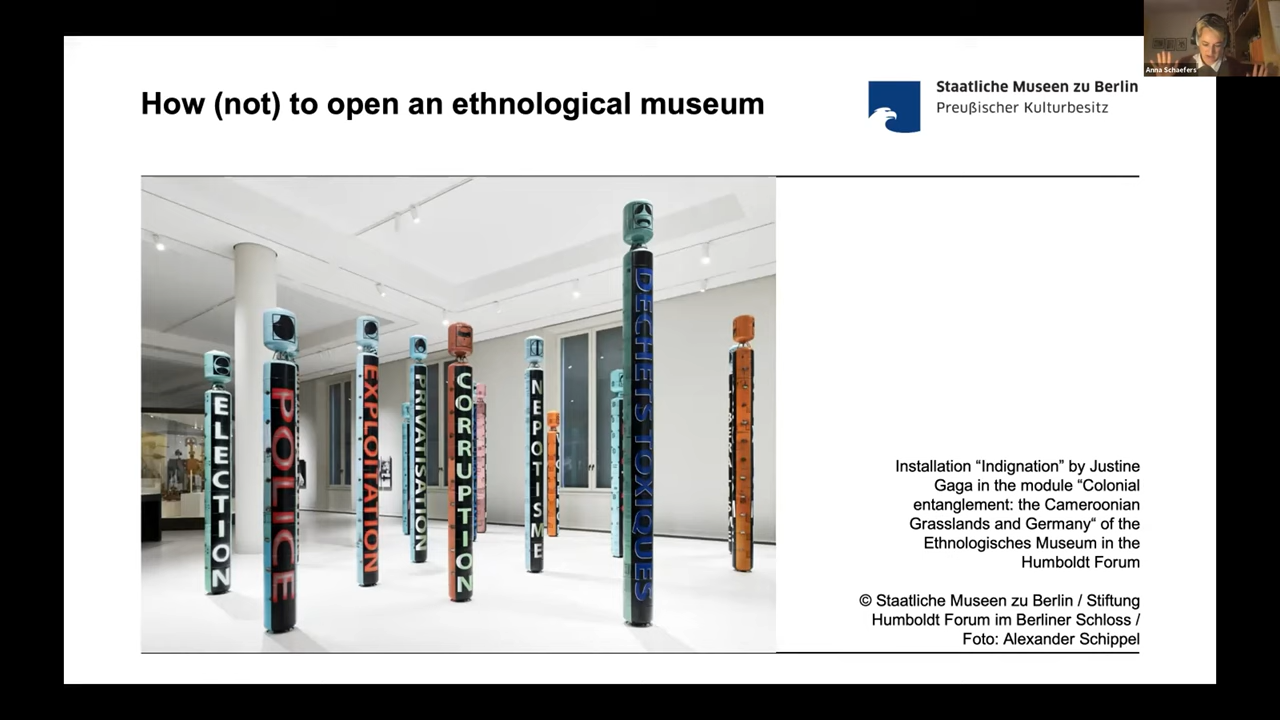 Anna Schaefers
How (not) to open an ethnological museum
Staatliche Museen zu Berlin
Preußischer Kulturbesitz
ELECTION
POLICE
EXPLOITATION
PRIVATISATION
CORRUPTION
NEPOTISME
DECHETS TOXIQUES
Installation “Indignation” by Justine
Gaga in the module “Colonial
entanglement: the Cameroonian
Grasslands and Germany“ of the
Ethnologisches Museum in the
Humboldt Forum
© Staatliche Museen zu Berlin / Stiftung
Humboldt Forum im Berliner Schloss /
Foto: Alexander Schippel